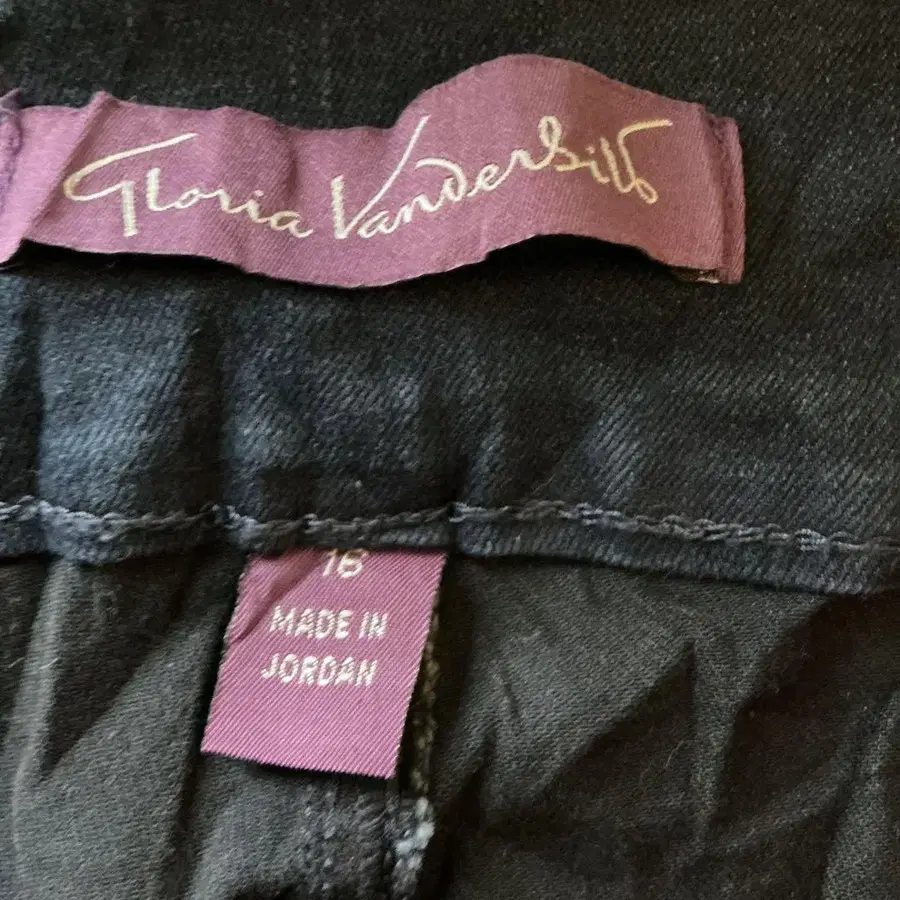 Gloria Vanderbilt
16
MADE IN
JORDAN